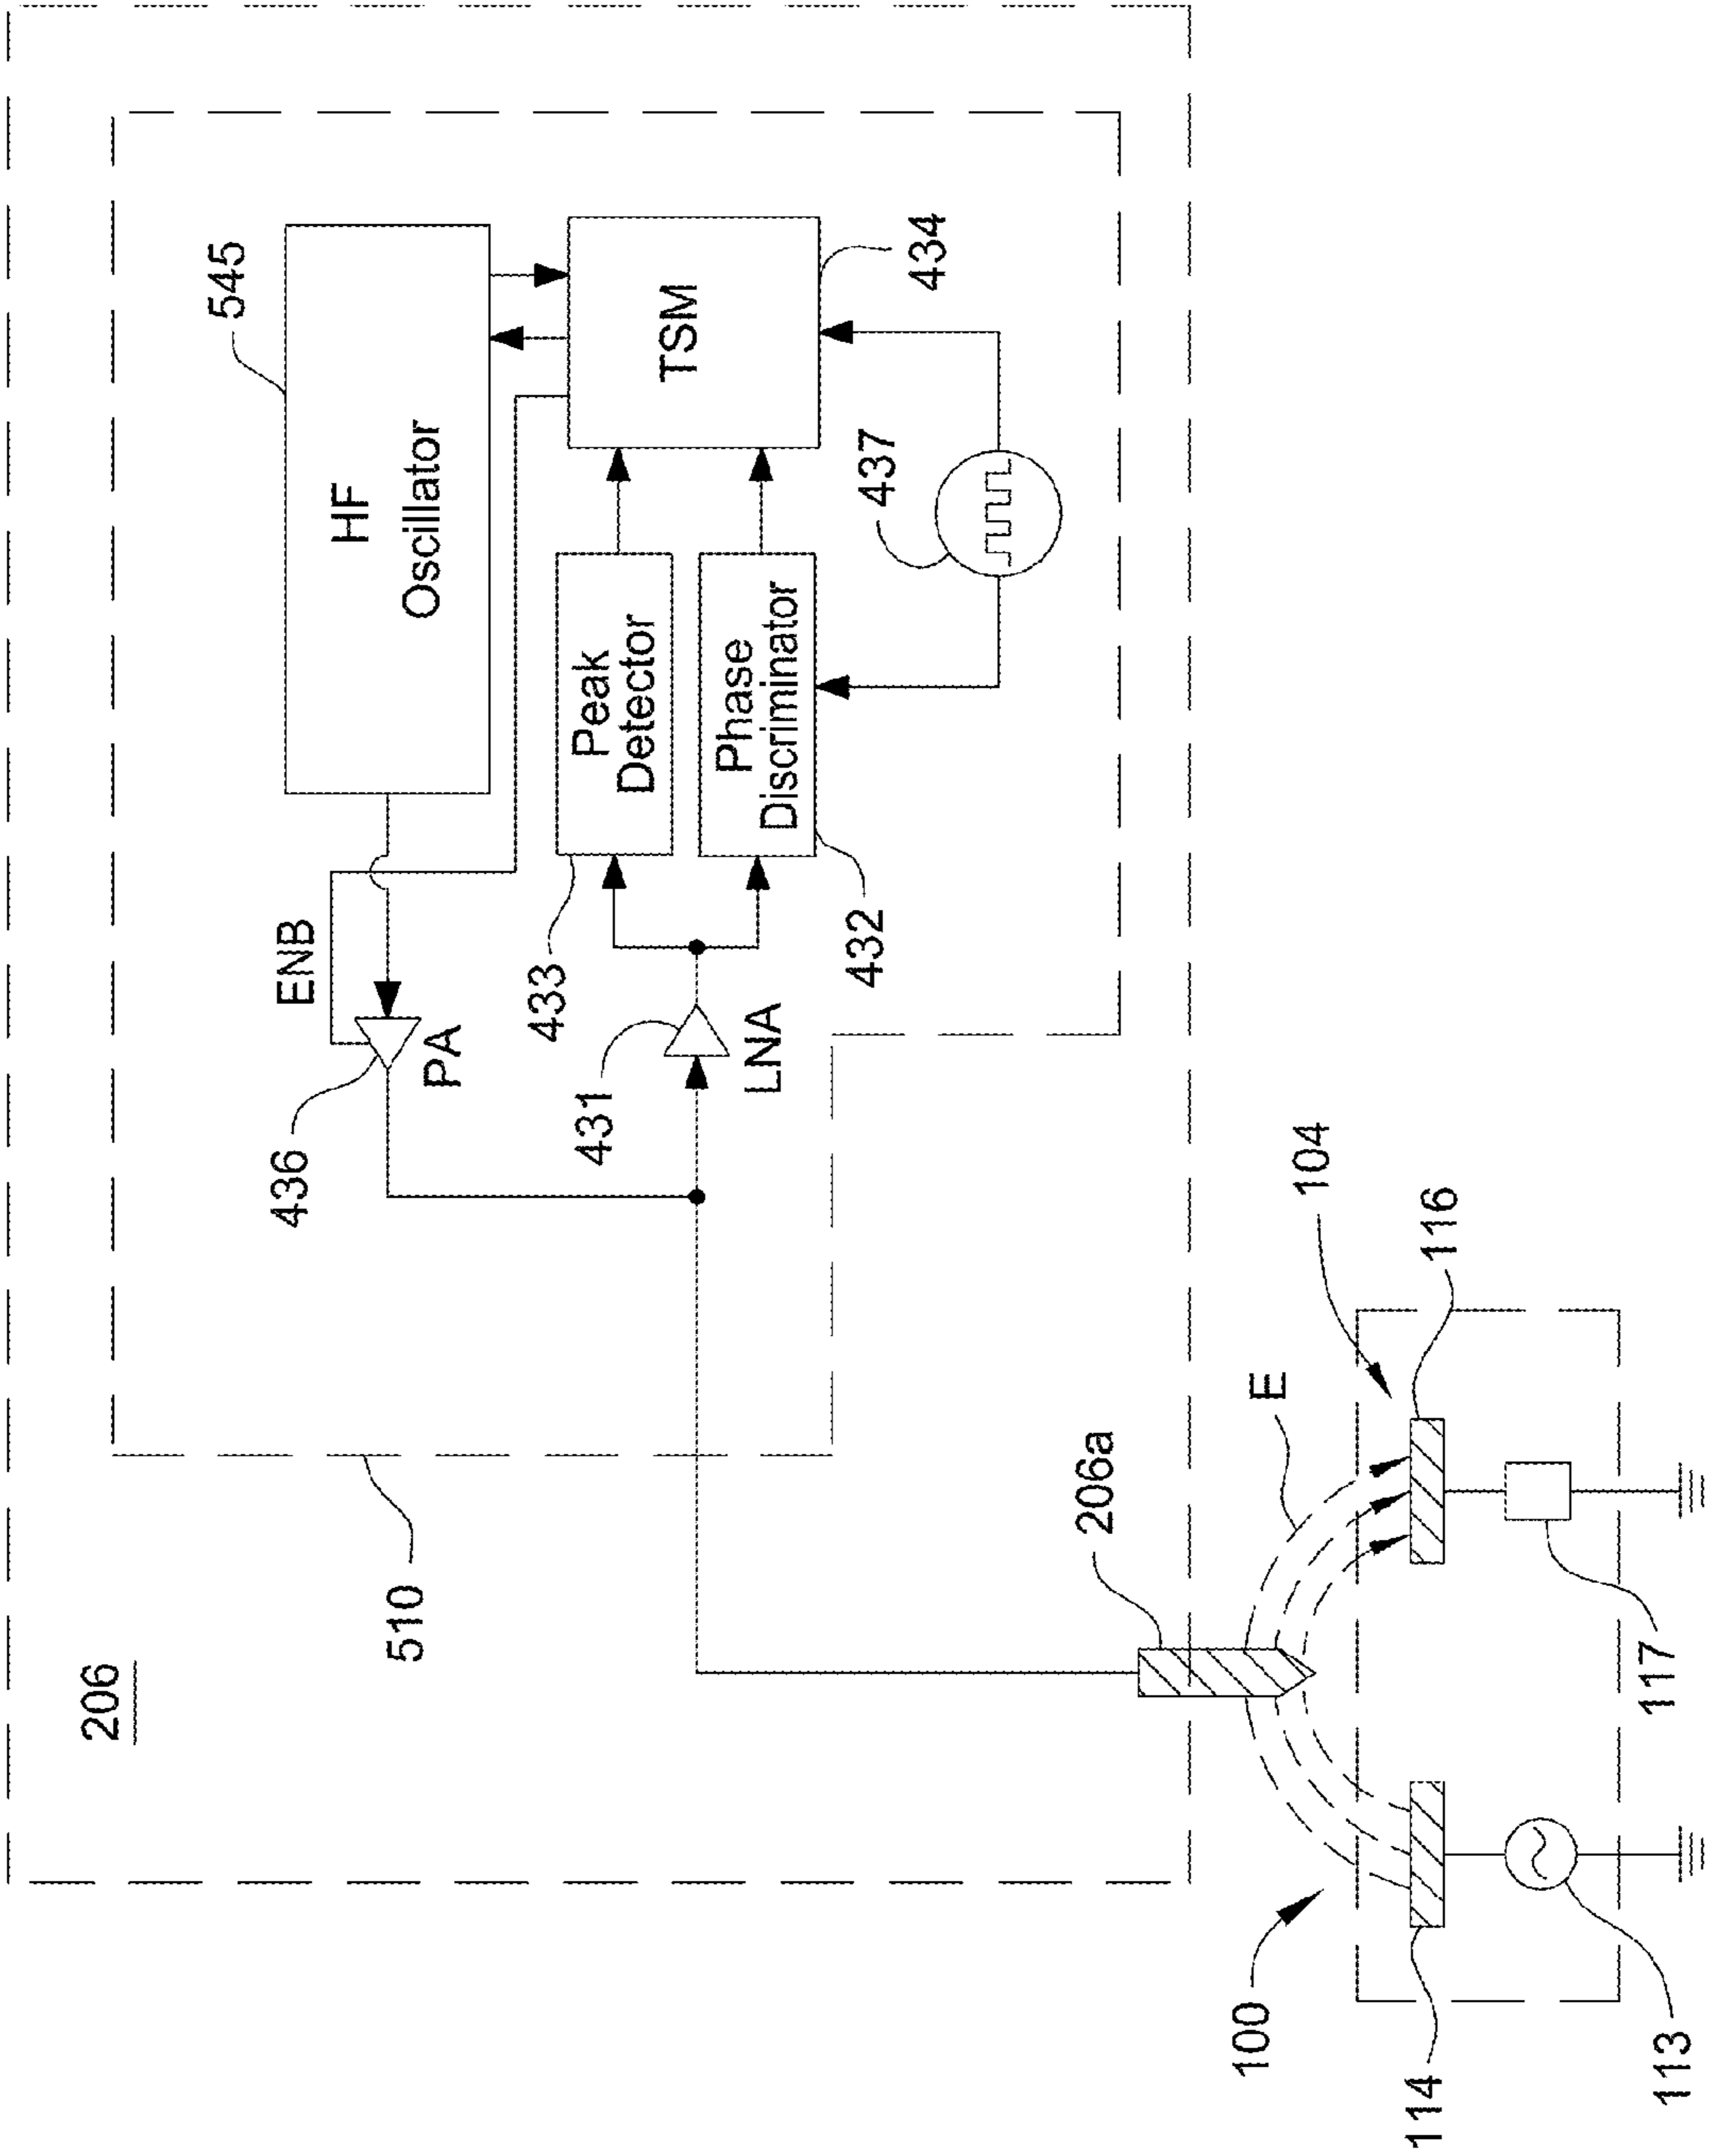 206
545
ENB
436
HF
Oscillator
510
PA
433
Peak
Detector
431
TSM
Phase
Discriminator
LNA
432
437
434
206a
100
E
104
114
116
117
113